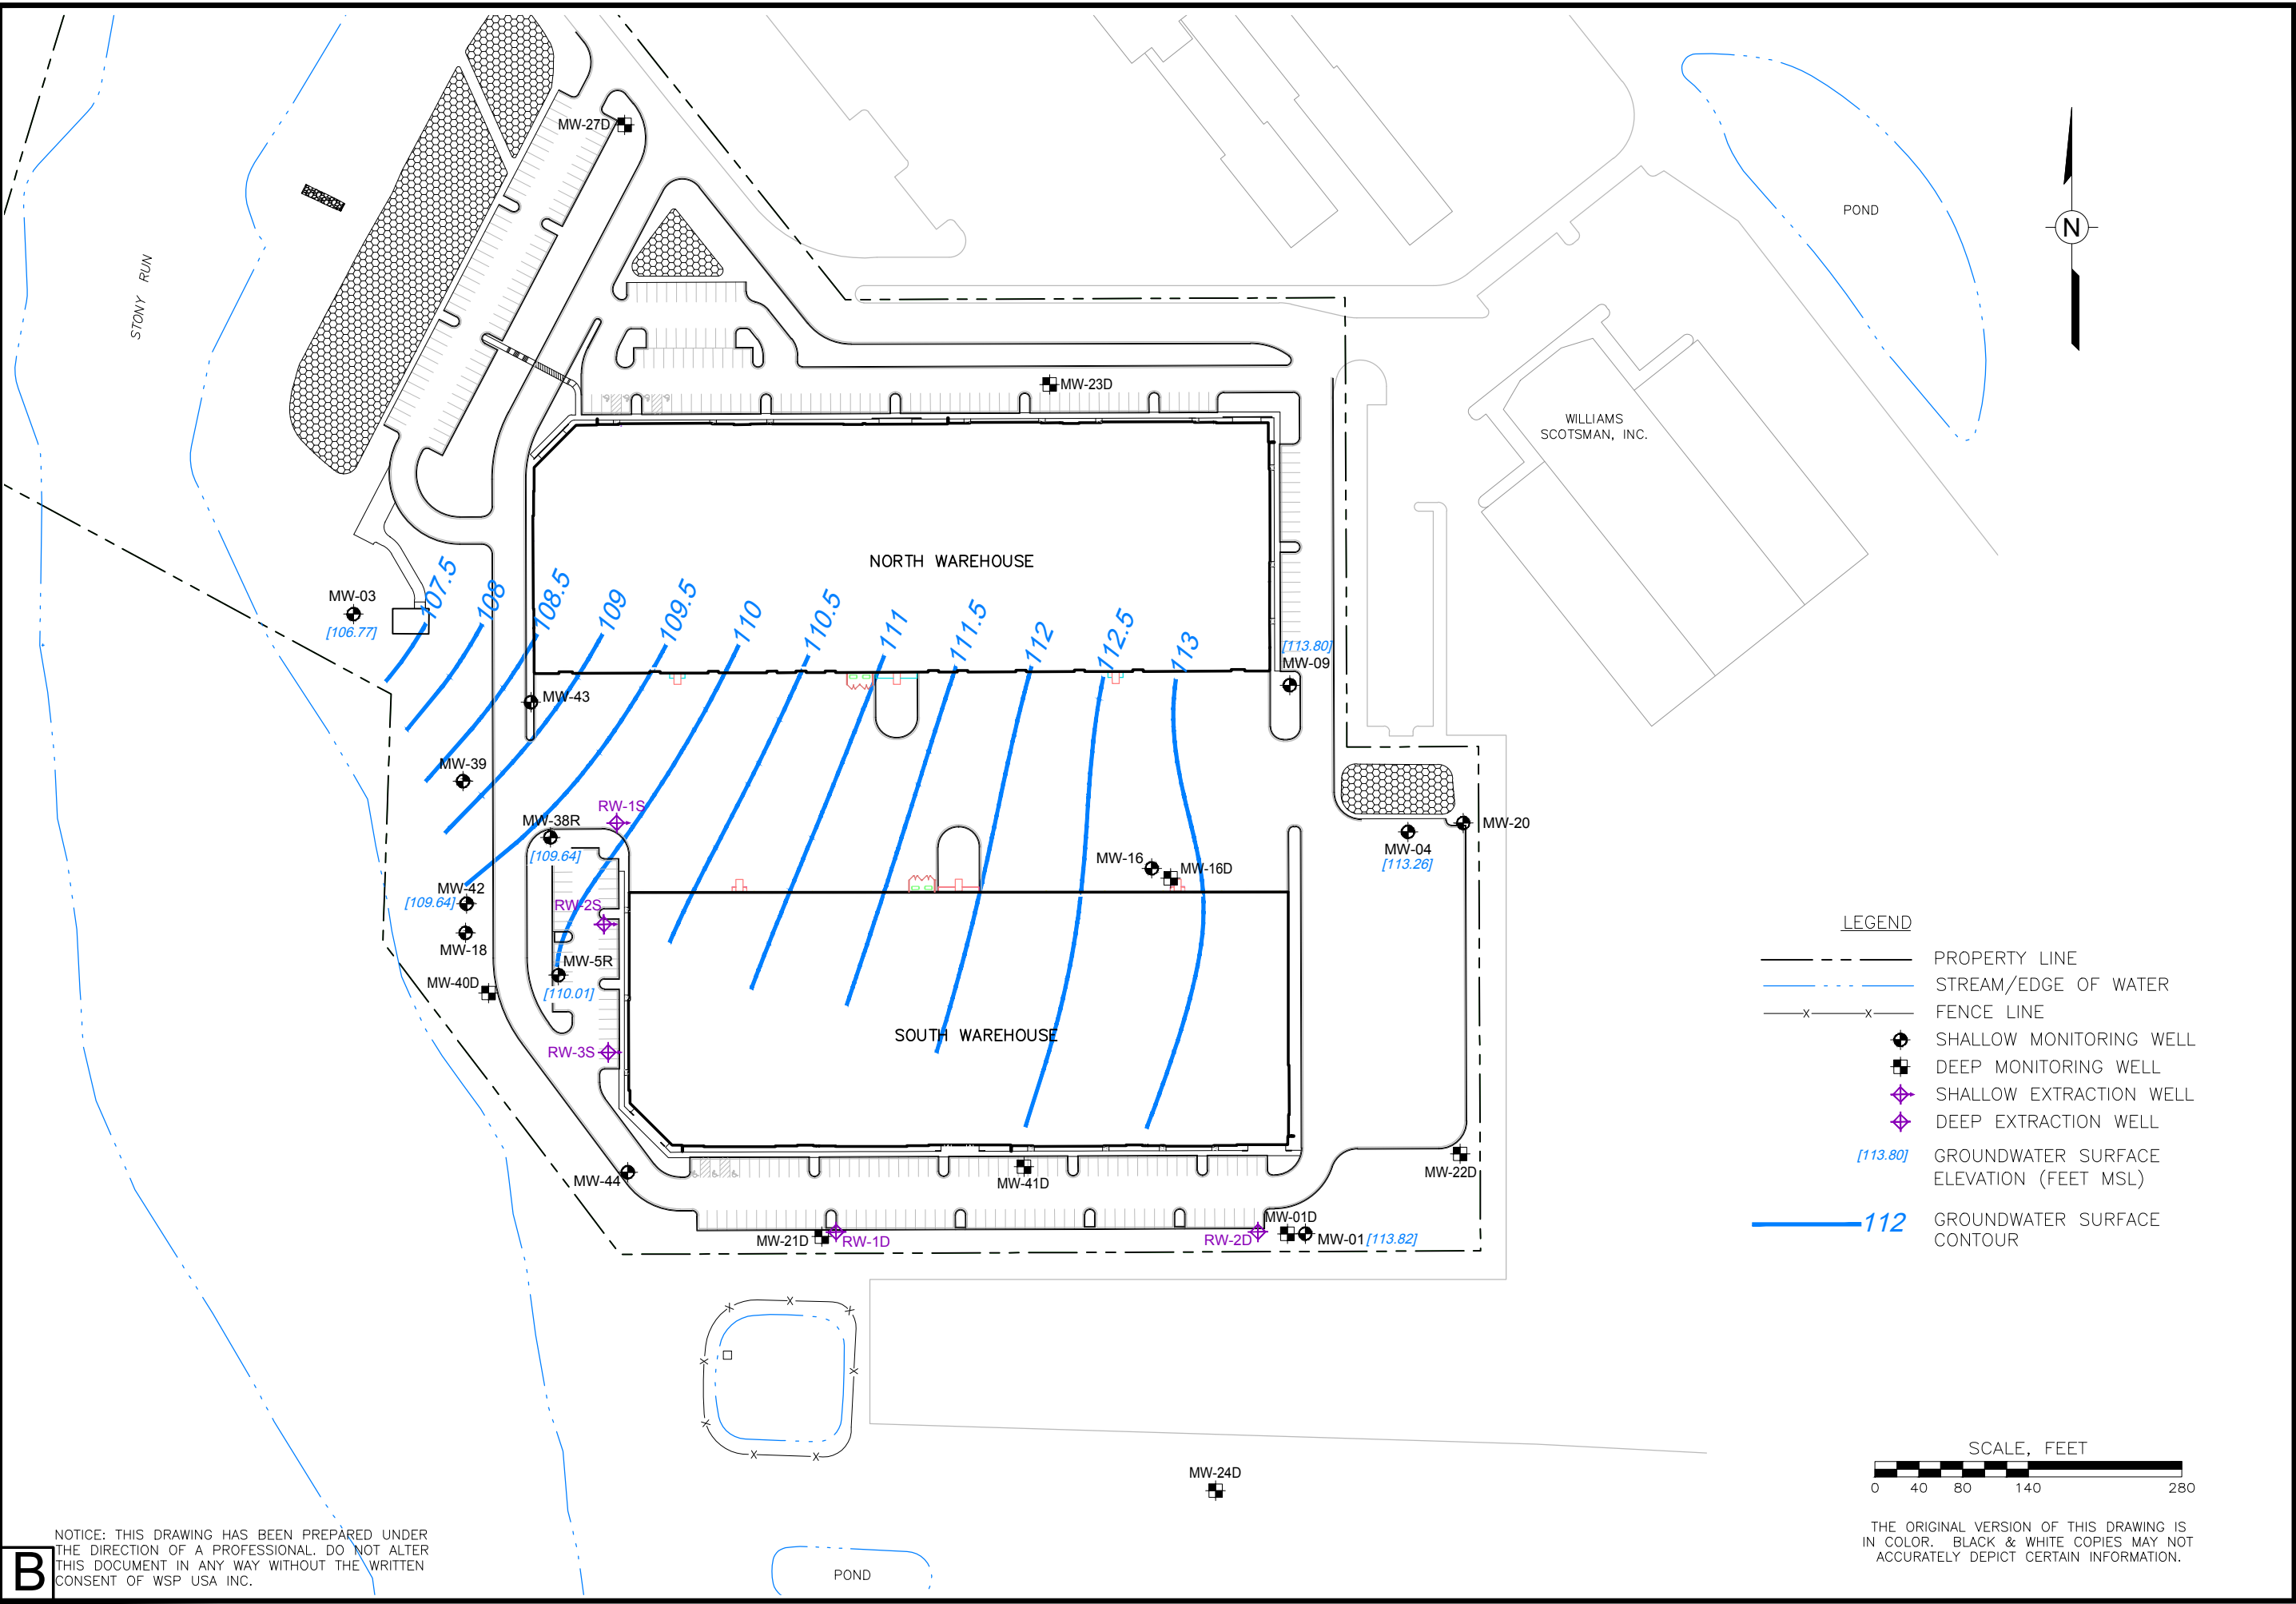 MW-27D
STONY RUN
POND
N
MW-23D
WILLIAMS
SCOTSMAN, INC.
NORTH WAREHOUSE
MW-03
[106.77]
107.5
108
108.5
109
109.5
110
110.5
111
111.5
112
112.5
113
[113.80]
MW-09
MW-43
MW-39
RW-1S
MW-38R
[109.64]
MW-16
MW-16D
MW-20
MW-04
[113.26]
MW-42
[109.64]
MW-18
RW-2S
MW-5R
[110.01]
MW-40D
RW-3S
SOUTH WAREHOUSE
MW-44
MW-41D
MW-22D
MW-21D
RW-1D
RW-2D
MW-01D
MW-01 [113.82]
MW-24D
POND
LEGEND
PROPERTY LINE
STREAM/EDGE OF WATER
X X FENCE LINE
SHALLOW MONITORING WELL
DEEP MONITORING WELL
SHALLOW EXTRACTION WELL
DEEP EXTRACTION WELL
[113.80] GROUNDWATER SURFACE
ELEVATION (FEET MSL)
112 GROUNDWATER SURFACE
CONTOUR
SCALE, FEET
0 40 80 140 280
THE ORIGINAL VERSION OF THIS DRAWING IS
IN COLOR. BLACK & WHITE COPIES MAY NOT
ACCURATELY DEPICT CERTAIN INFORMATION.
NOTICE: THIS DRAWING HAS BEEN PREPARED UNDER
THE DIRECTION OF A PROFESSIONAL. DO NOT ALTER
THIS DOCUMENT IN ANY WAY WITHOUT THE WRITTEN
CONSENT OF WSP USA INC.
B